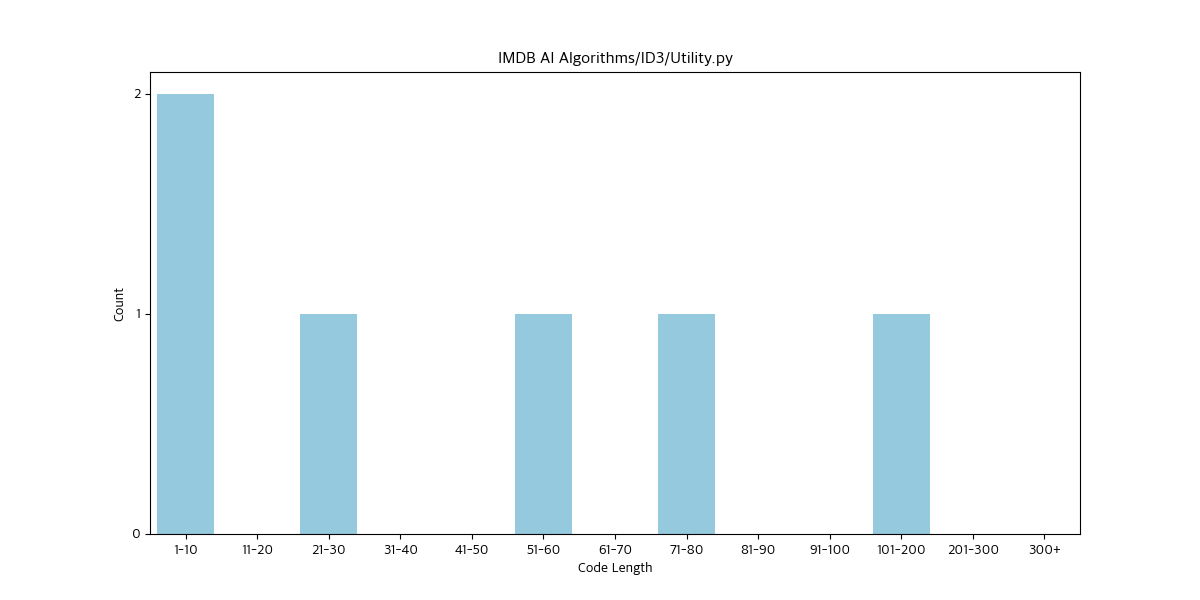 IMDB AI Algorithms/ID3/Utility.py
Count
2
1
0
1-10 11-20 21-30 31-40 41-50 51-60 61-70 71-80 81-90 91-100 101-200 201-300 300+
Code Length